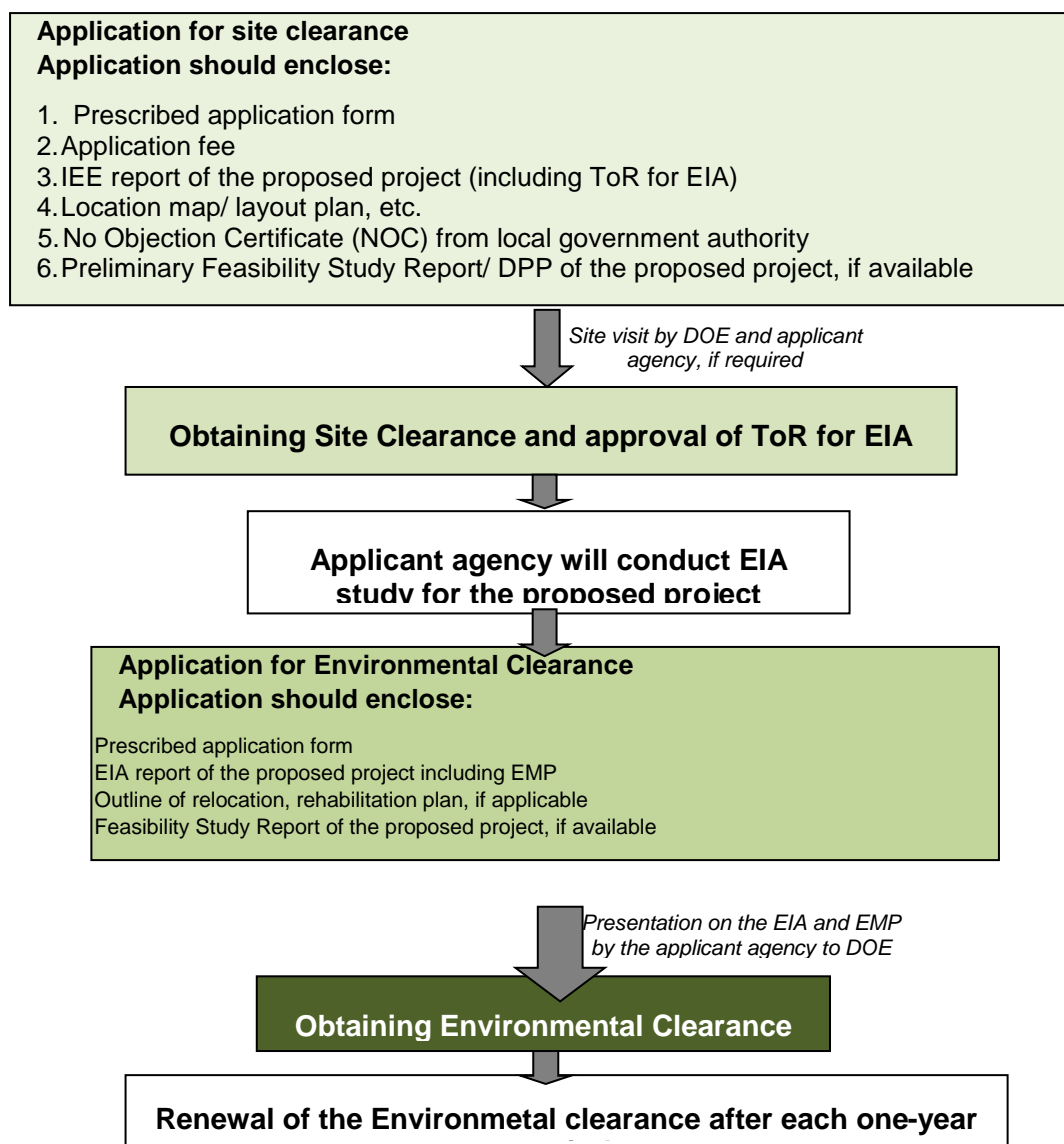 Application for site clearance
Application should enclose:
1. Prescribed application form
2. Application fee
3. IEE report of the proposed project (including ToR for EIA)
4. Location map/ layout plan, etc.
5. No Objection Certificate (NOC) from local government authority
6. Preliminary Feasibility Study Report/ DPP of the proposed project, if available
Site visit by DOE and applicant
agency, if required
Obtaining Site Clearance and approval of ToR for EIA
Applicant agency will conduct EIA
study for the proposed project
Application for Environmental Clearance
Application should enclose:
Prescribed application form
EIA report of the proposed project including EMP
Outline of relocation, rehabilitation plan, if applicable
Feasibility Study Report of the proposed project, if available
Presentation on the EIA and EMP
by the applicant agency to DOE
Obtaining Environmental Clearance
Renewal of the Environmetal clearance after each one-year